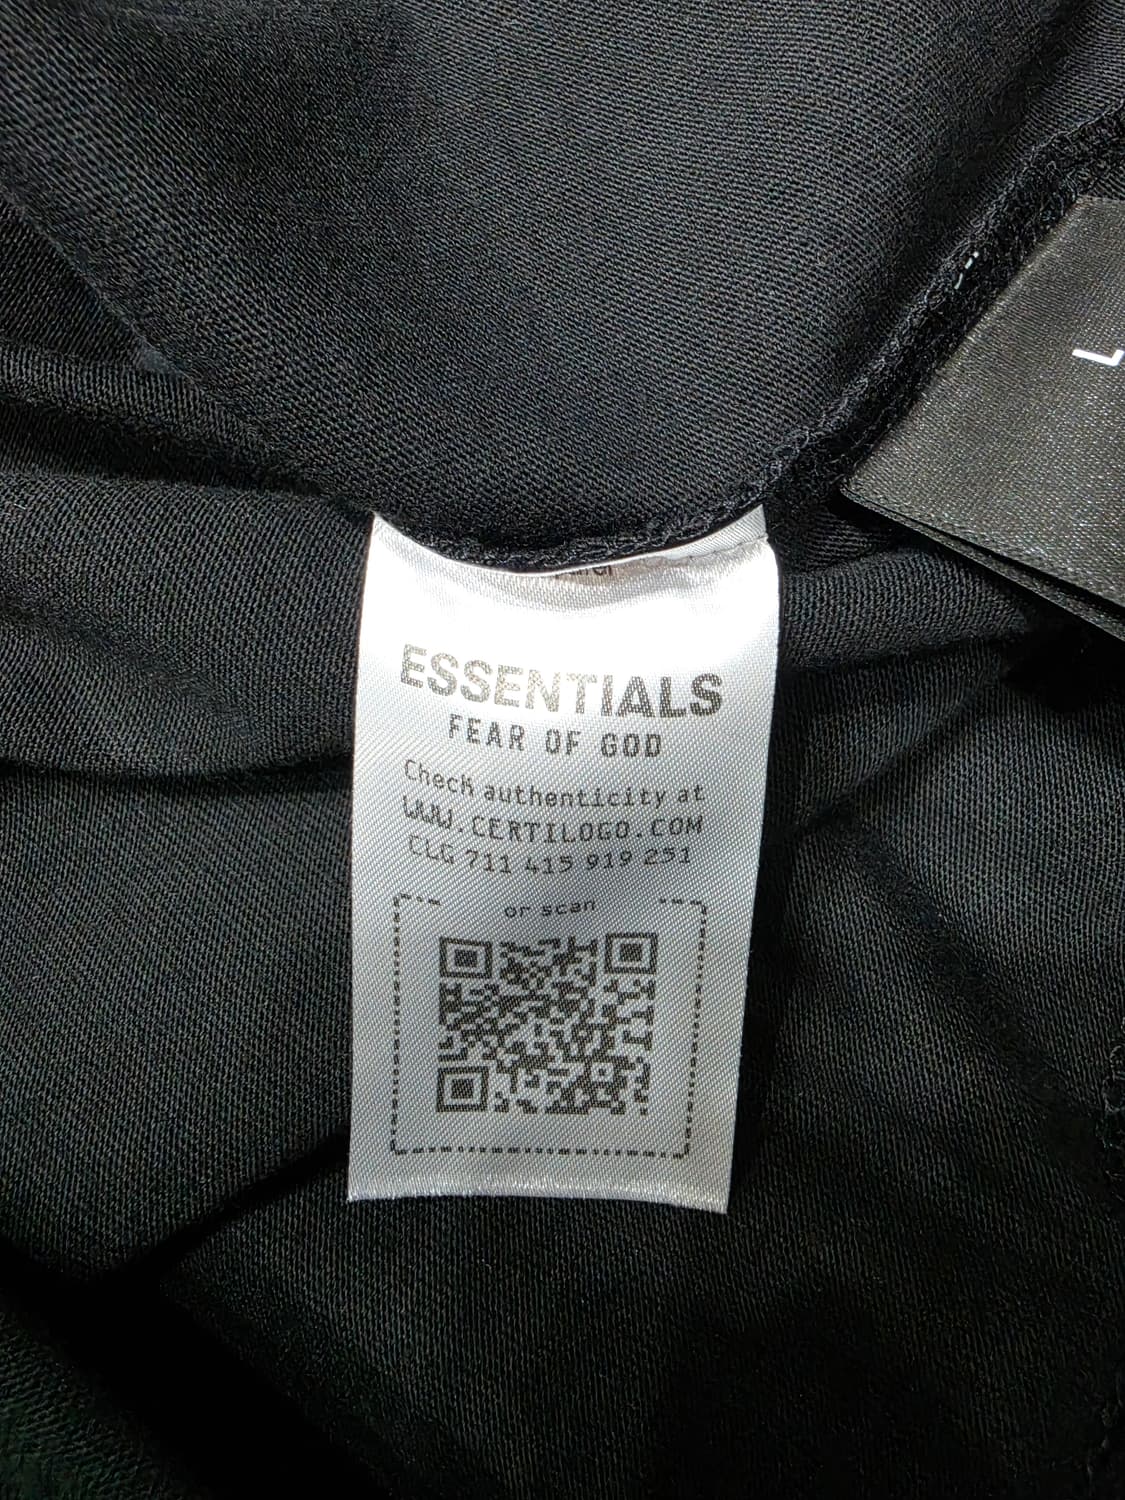 L
ESSENTIALS
FEAR OF GOD
Check authenticity at
WWW.CERTILOGO.COM
CLG 711 415 919 251
or scan